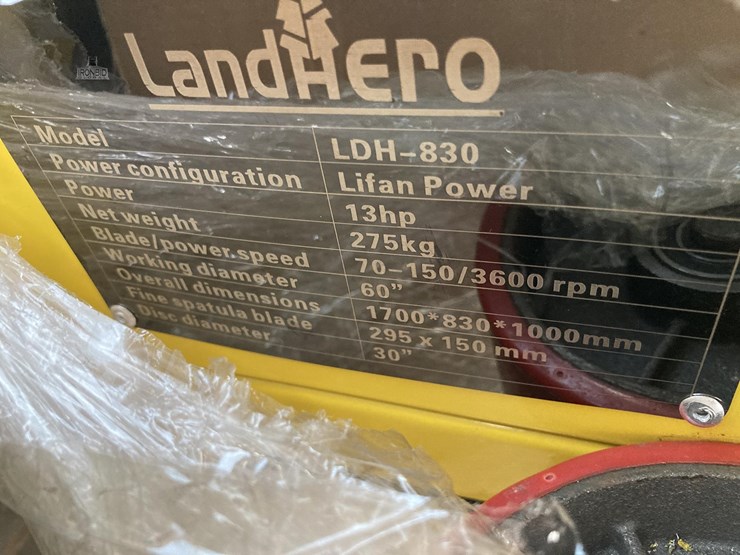 IRONBID
LandHero
Model LDH-830
Power configuration Lifan Power
Power 13hp
Net weight 275kg
Blade/power speed 70-150/3600 rpm
Working diameter 60"
Overall dimensions 1700*830*1000mm
Fine spatula blade 295 x 150 mm
Disc diameter 30"